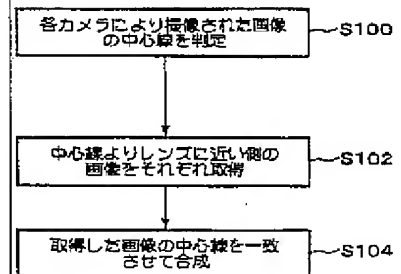 各カメラにより撮像された画像
の中心線を判定
S100
中心線よりレンズに近い側の
画像をそれぞれ取得
S102
取得した画像の中心線を一致
させて合成
S104